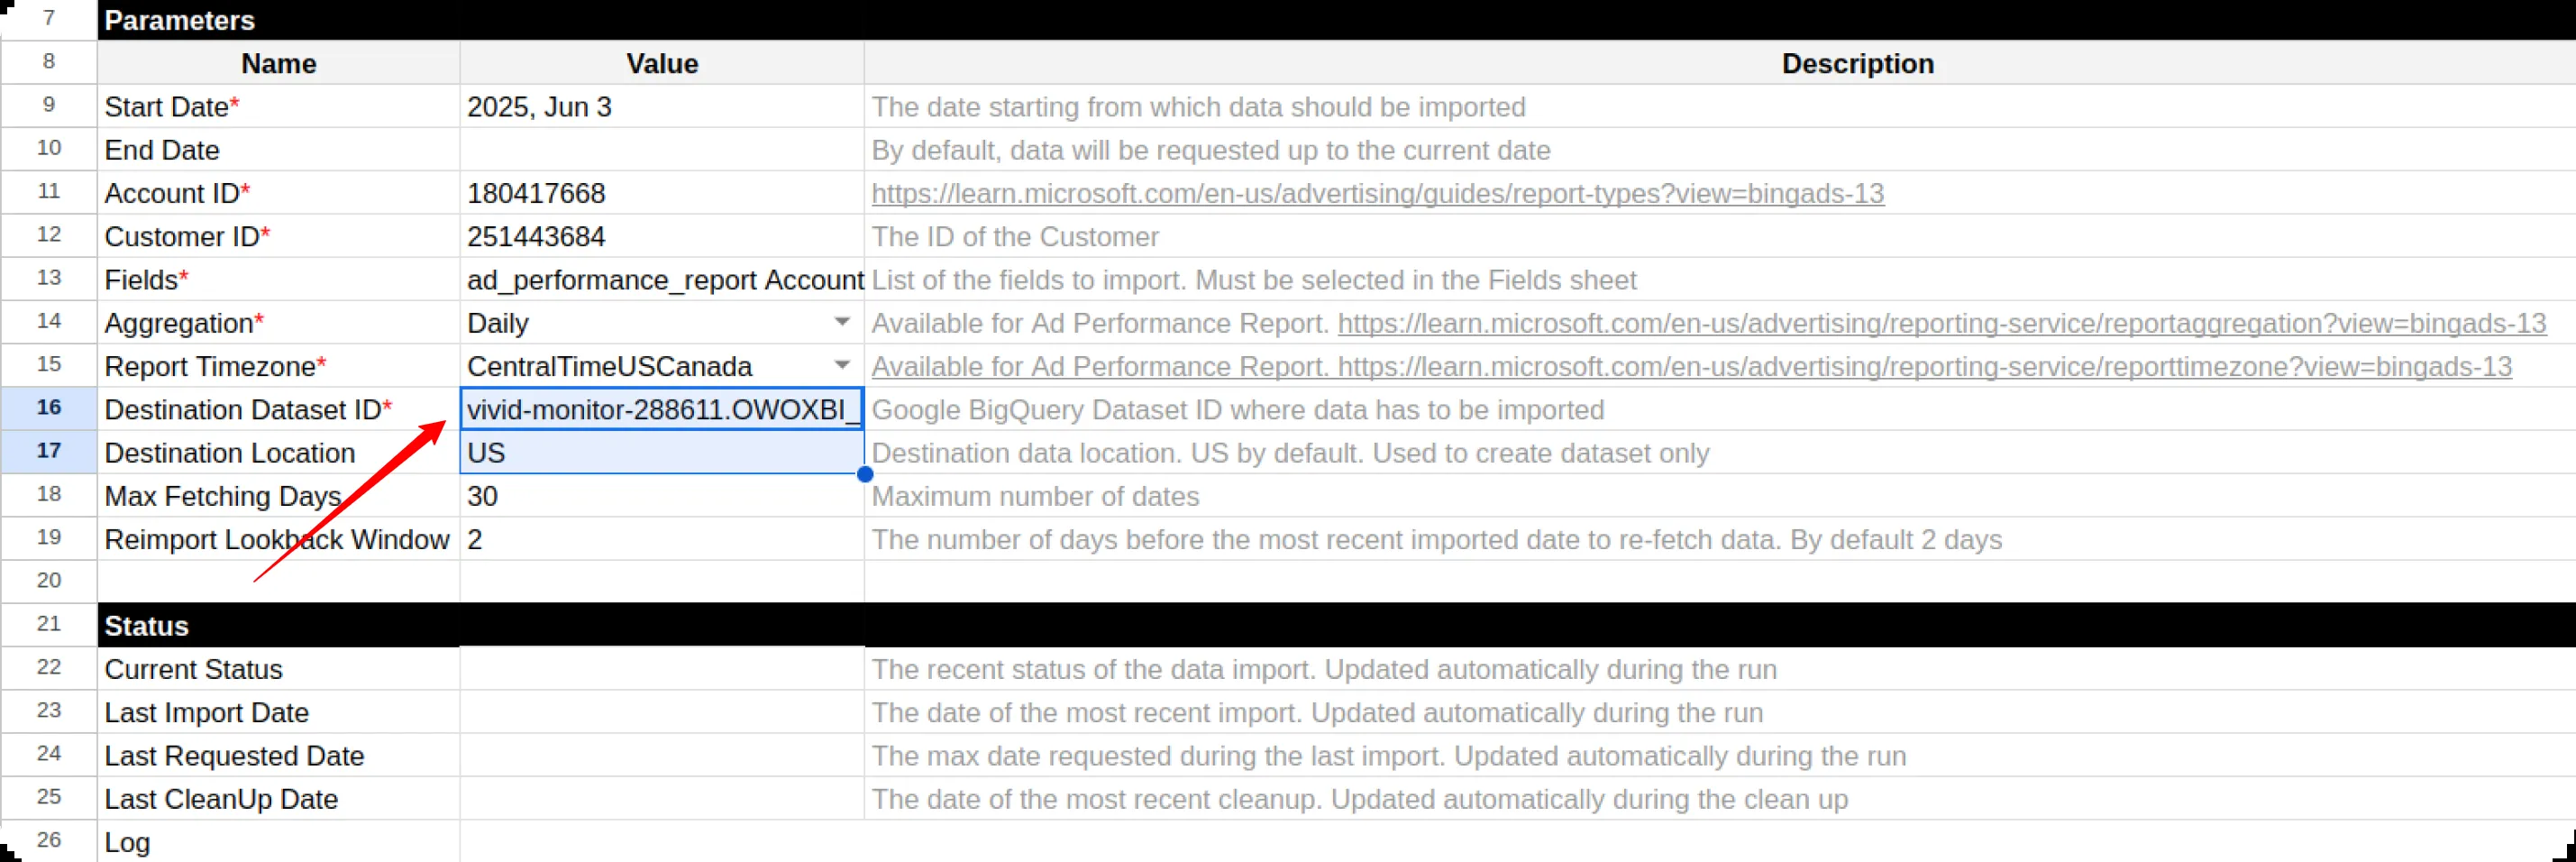 7 Parameters
8 Name Value Description
9 Start Date* 2025, Jun 3 The date starting from which data should be imported
10 End Date By default, data will be requested up to the current date
11 Account ID* 180417668 https://learn.microsoft.com/en-us/advertising/guides/report-types?view=bingads-13
12 Customer ID* 251443684 The ID of the Customer
13 Fields* ad_performance_report Account List of the fields to import. Must be selected in the Fields sheet
14 Aggregation* Daily Available for Ad Performance Report. https://learn.microsoft.com/en-us/advertising/reporting-service/reportaggregation?view=bingads-13
15 Report Timezone* CentralTimeUSCanada Available for Ad Performance Report. https://learn.microsoft.com/en-us/advertising/reporting-service/reporttimezone?view=bingads-13
16 Destination Dataset ID* vivid-monitor-288611.OWOXBI_ Google BigQuery Dataset ID where data has to be imported
17 Destination Location US Destination data location. US by default. Used to create dataset only
18 Max Fetching Days 30 Maximum number of dates
19 Reimport Lookback Window 2 The number of days before the most recent imported date to re-fetch data. By default 2 days
20
21 Status
22 Current Status The recent status of the data import. Updated automatically during the run
23 Last Import Date The date of the most recent import. Updated automatically during the run
24 Last Requested Date The max date requested during the last import. Updated automatically during the run
25 Last CleanUp Date The date of the most recent cleanup. Updated automatically during the clean up
26 Log